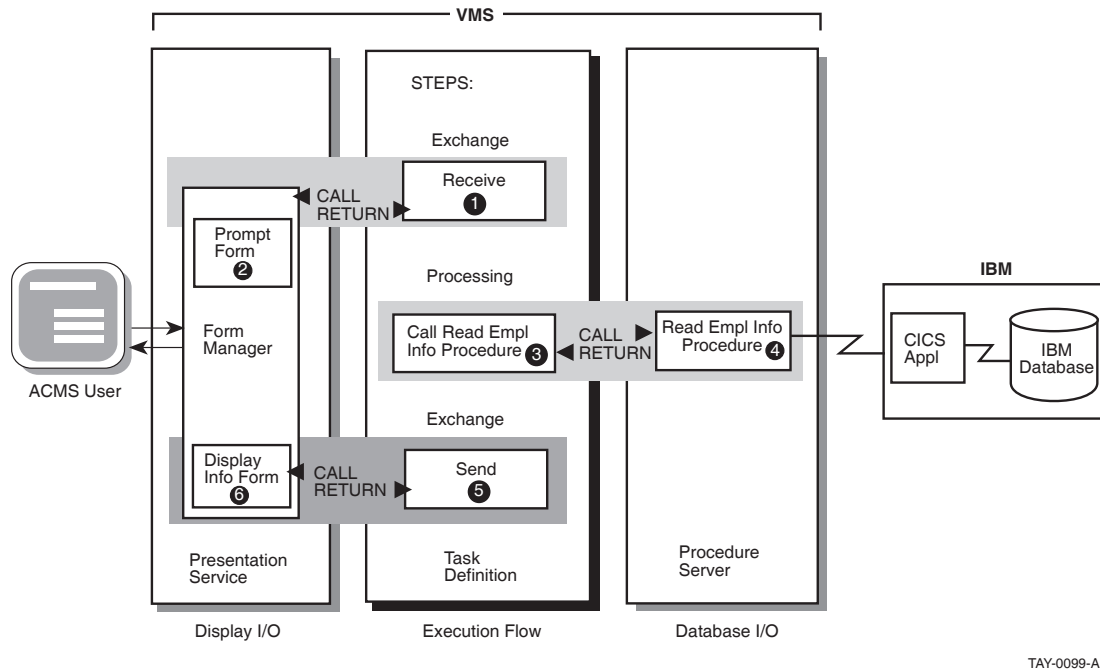 VMS
STEPS:
Exchange
Receive
1
CALL
RETURN
Prompt
Form
2
Form
Manager
ACMS User
Processing
Call Read Empl
Info Procedure 3
CALL
RETURN
Read Empl Info
Procedure 4
IBM
CICS
Appl
IBM
Database
Exchange
Display
Info Form
6
CALL
RETURN
Send
5
Presentation
Service
Task
Definition
Procedure
Server
Display I/O
Execution Flow
Database I/O
TAY-0099-A